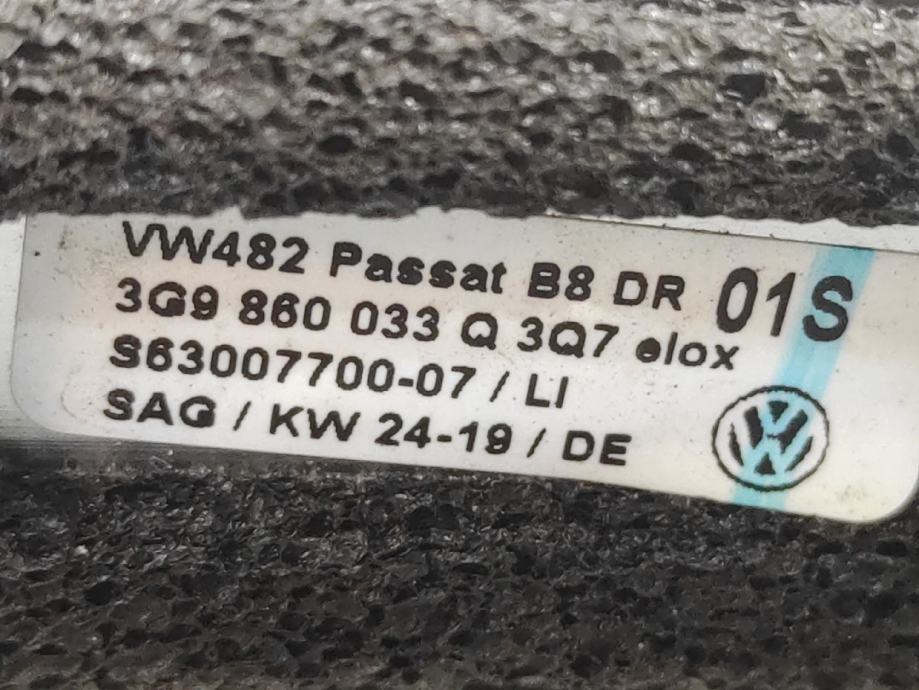 VW482 Passat B8 DR 01S
3G9 860 033 Q 3Q7 elox
S63007700-07 / LI
SAG / KW 24-19 / DE